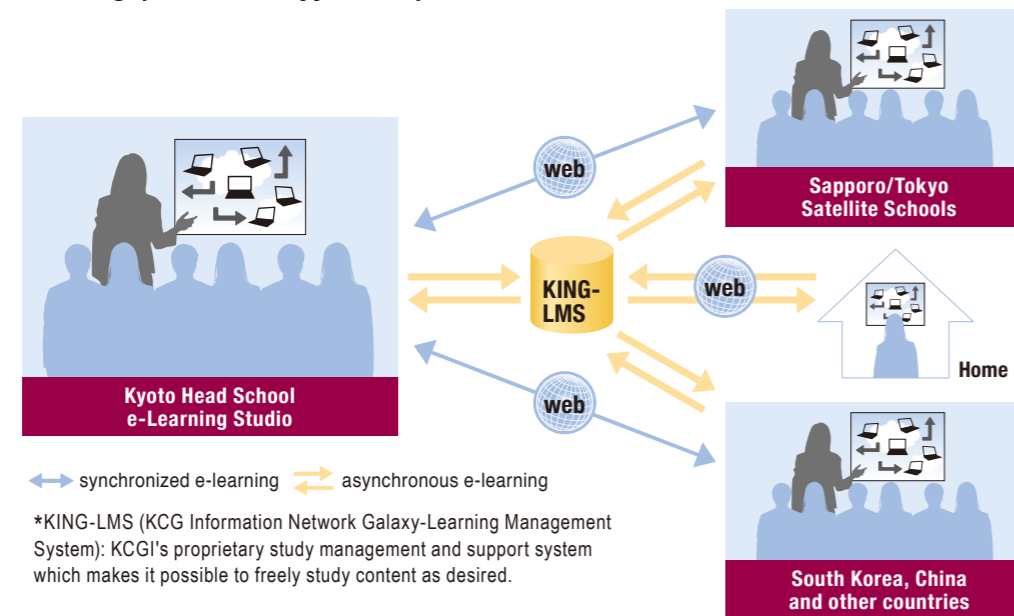 web
Sapporo/Tokyo
Satellite Schools
KING-
LMS
web
Home
Kyoto Head School
e-Learning Studio
web
synchronized e-learning
asynchronous e-learning
*KING-LMS (KCG Information Network Galaxy-Learning Management
System): KCGI's proprietary study management and support system
which makes it possible to freely study content as desired.
South Korea, China
and other countries